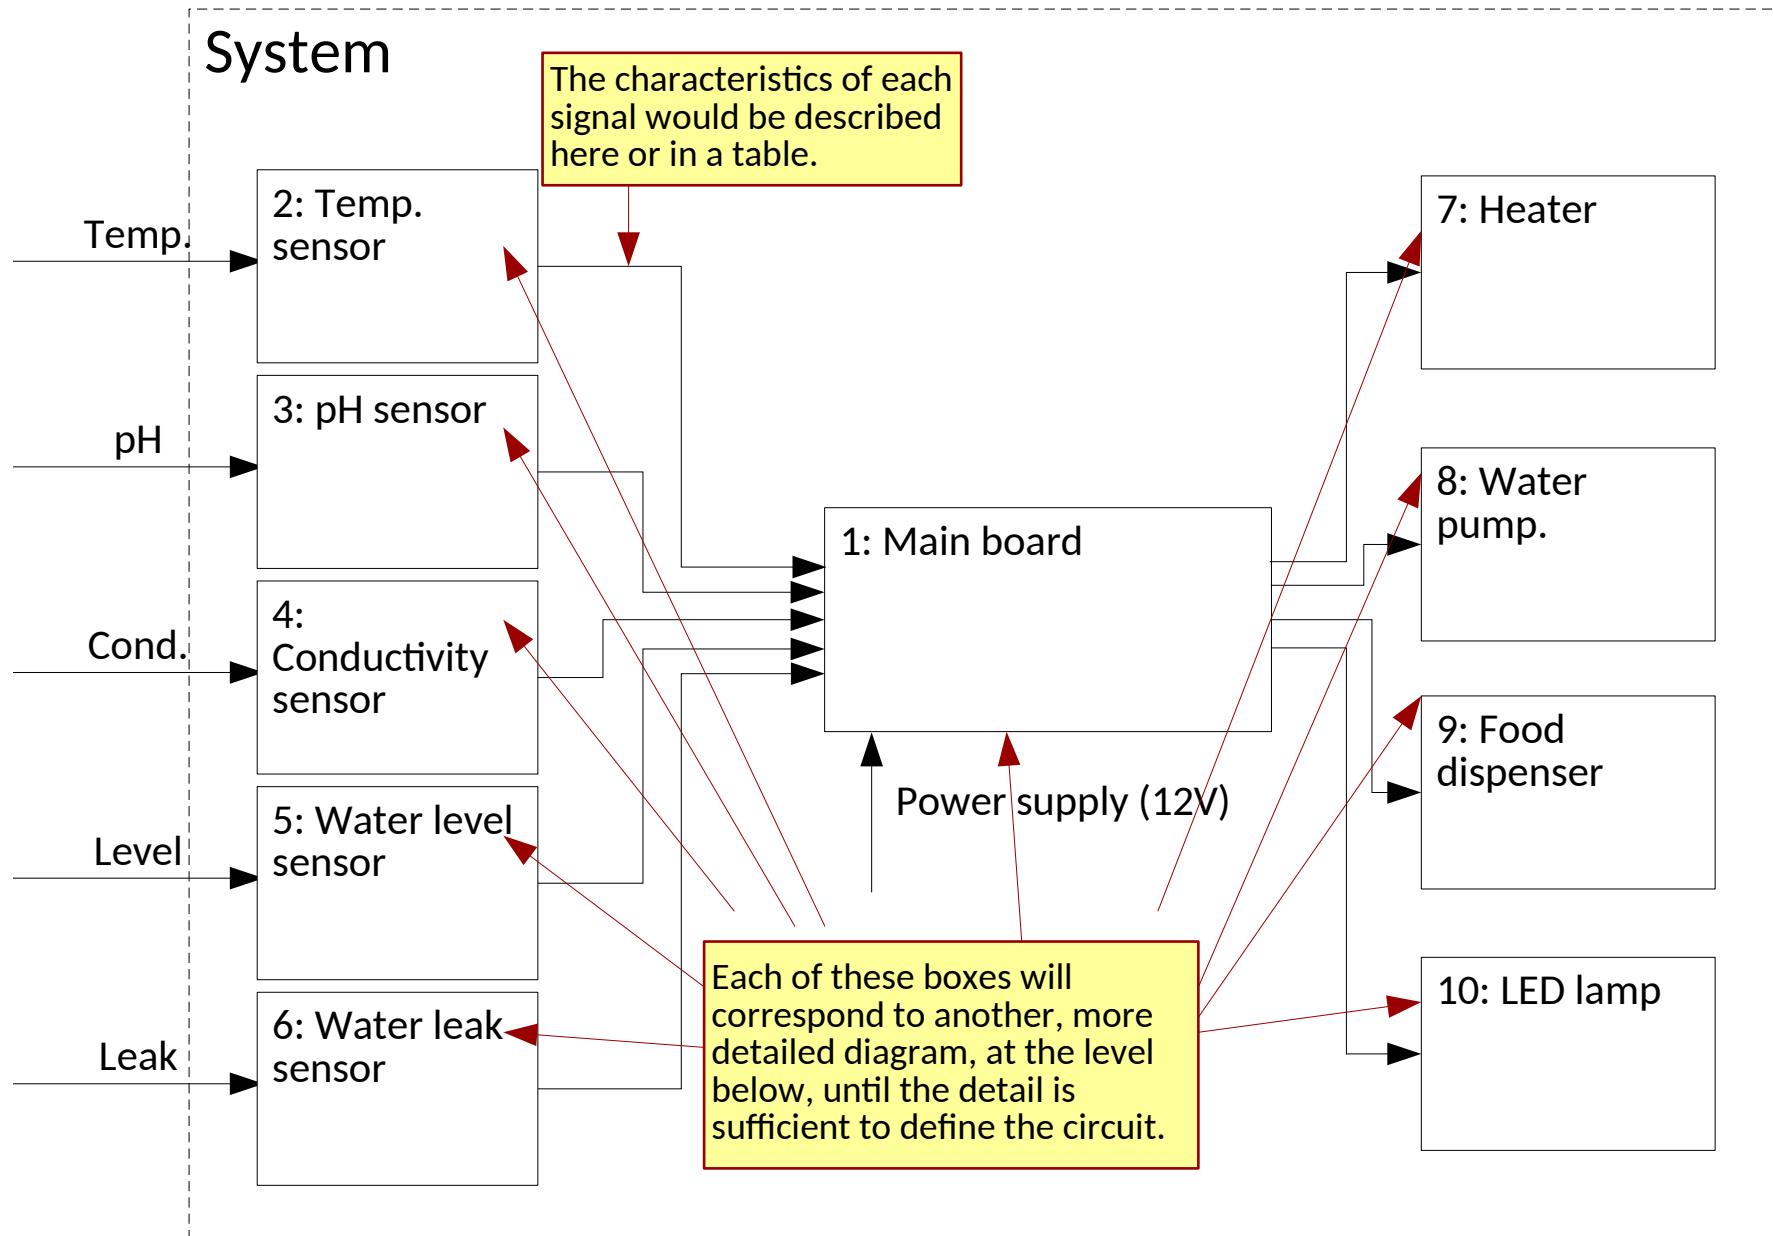 System
The characteristics of each
signal would be described
here or in a table.
Temp.
2: Temp.
sensor
pH
3: pH sensor
Cond.
4:
Conductivity
sensor
Level
5: Water level
sensor
Leak
6: Water leak
sensor
1: Main board
Power supply (12V)
Each of these boxes will
correspond to another, more
detailed diagram, at the level
below, until the detail is
sufficient to define the circuit.
7: Heater
8: Water
pump.
9: Food
dispenser
10: LED lamp